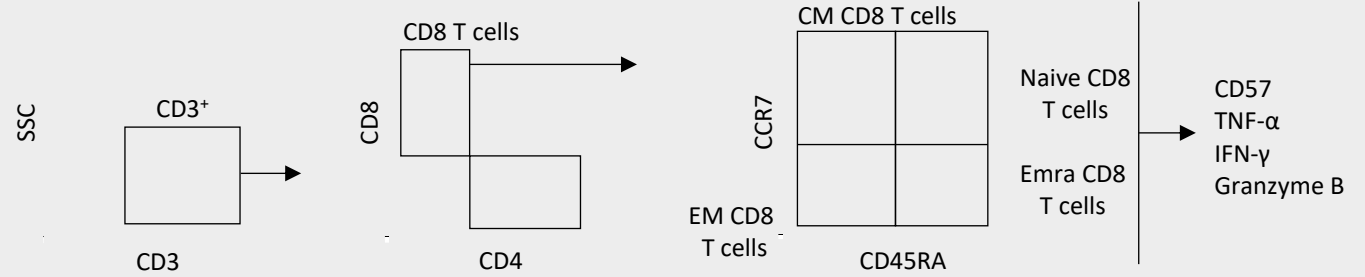 SSC
CD3⁺
CD3
CD8 T cells
CD8
CD4
CM CD8 T cells
CCR7
EM CD8
T cells
CD45RA
Naive CD8
T cells
Emra CD8
T cells
CD57
TNF-α
IFN-γ
Granzyme B